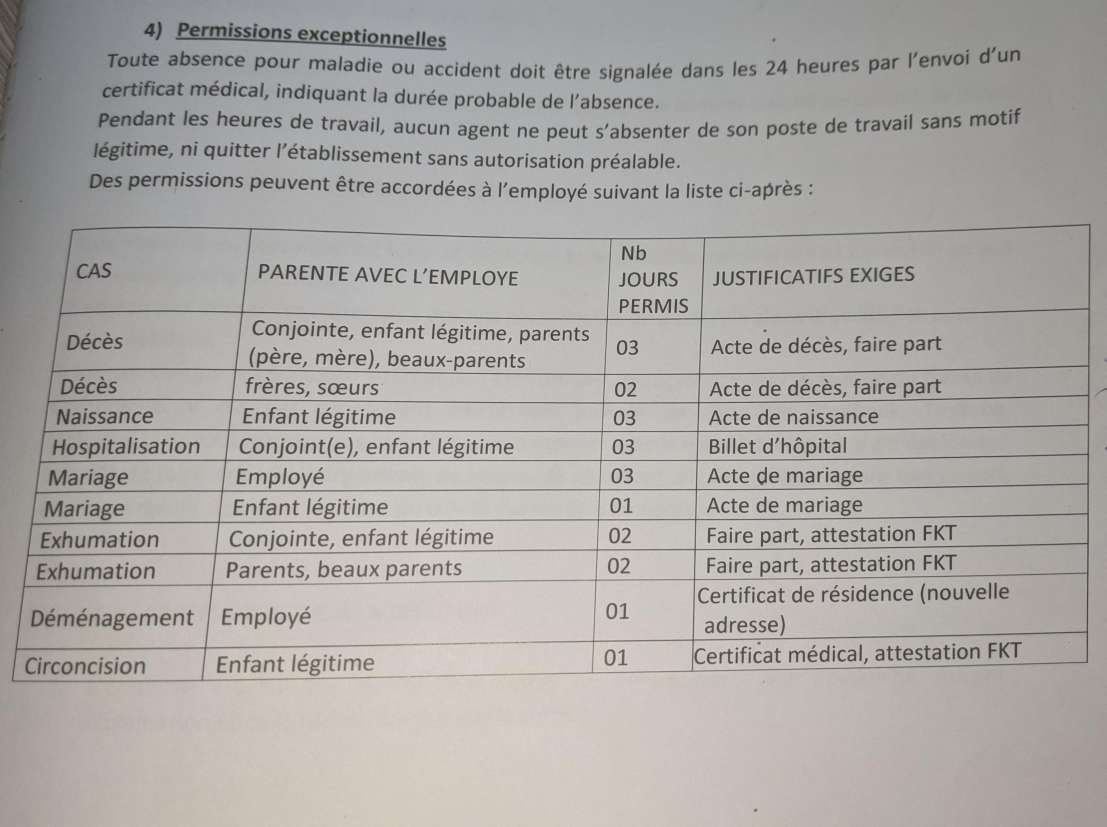 4) Permissions exceptionnelles
Toute absence pour maladie ou accident doit être signalée dans les 24 heures par l’envoi d’un
certificat médical, indiquant la durée probable de l’absence.
Pendant les heures de travail, aucun agent ne peut s’absenter de son poste de travail sans motif
légitime, ni quitter l’établissement sans autorisation préalable.
Des permissions peuvent être accordées à l’employé suivant la liste ci-après :
CAS PARENTE AVEC L’EMPLOYE Nb JOURS PERMIS JUSTIFICATIFS EXIGES
Décès Conjointe, enfant légitime, parents (père, mère), beaux-parents 03 Acte de décès, faire part
Décès frères, sœurs 02 Acte de décès, faire part
Naissance Enfant légitime 03 Acte de naissance
Hospitalisation Conjoint(e), enfant légitime 03 Billet d’hôpital
Mariage Employé 03 Acte de mariage
Mariage Enfant légitime 01 Acte de mariage
Exhumation Conjointe, enfant légitime 02 Faire part, attestation FKT
Exhumation Parents, beaux parents 02 Faire part, attestation FKT
Déménagement Employé 01 Certificat de résidence (nouvelle adresse)
Circoncision Enfant légitime 01 Certificat médical, attestation FKT